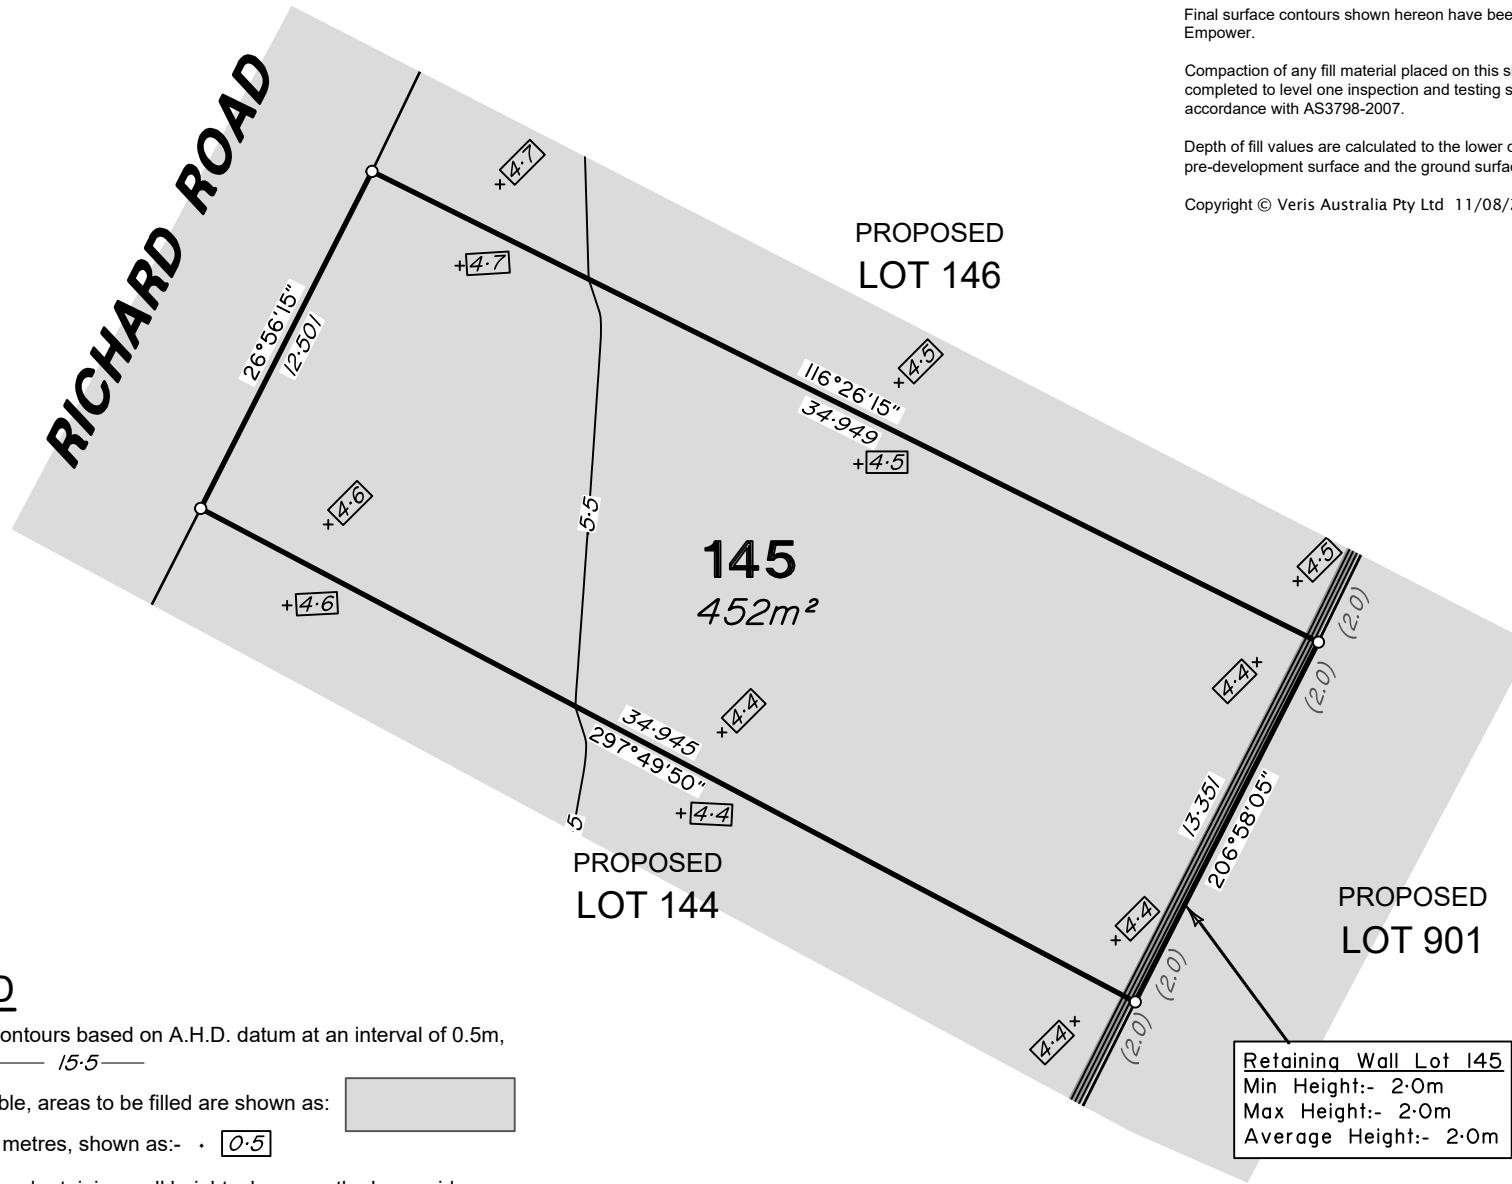 Final surface contours shown hereon have bee
Empower.
Compaction of any fill material placed on this s
completed to level one inspection and testing s
accordance with AS3798-2007.
Depth of fill values are calculated to the lower o
pre-development surface and the ground surfa
Copyright © Veris Australia Pty Ltd 11/08/
RICHARD ROAD
4·7
4·7
PROPOSED
LOT 146
26°56'15"
12·501
4·5
116°26'15"
34·949
4·5
4·6
5·5
145
452m²
4·5
(2.0)
4·6
4·4
(2.0)
4·4
34·945
297°49'50"
4·4
13·351
206°58'05"
5
PROPOSED
LOT 144
4·4
PROPOSED
LOT 901
(2.0)
4·4
(2.0)
Retaining Wall Lot 145
Min Height:- 2·0m
Max Height:- 2·0m
Average Height:- 2·0m
D
ontours based on A.H.D. datum at an interval of 0.5m,
15·5
ble, areas to be filled are shown as:
metres, shown as:- · 0·5